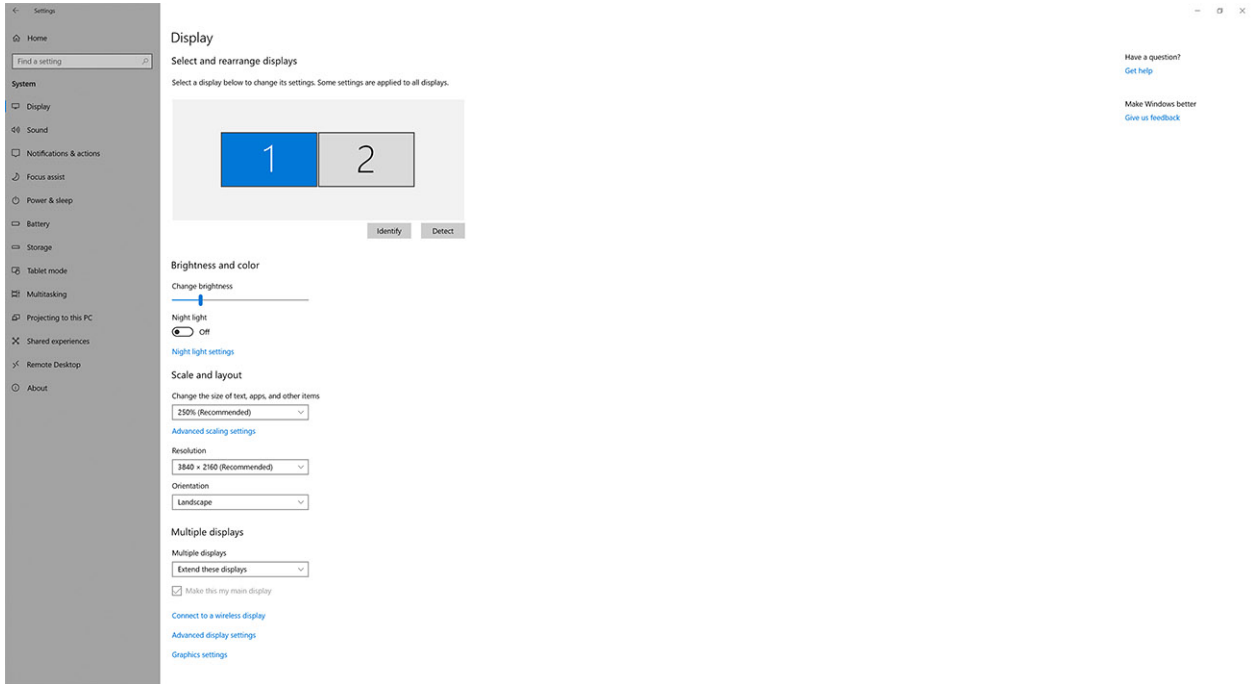 Settings
Home
Find a setting
System
Display
Sound
Notifications & actions
Focus assist
Power & sleep
Battery
Storage
Tablet mode
Multitasking
Projecting to this PC
Shared experiences
Remote Desktop
About
Display
Select and rearrange displays
Select a display below to change its settings. Some settings are applied to all displays.
1 2
Identify Detect
Brightness and color
Change brightness
Night light
Off
Night light settings
Scale and layout
Change the size of text, apps, and other items
250% (Recommended)
Advanced scaling settings
Resolution
3840 × 2160 (Recommended)
Orientation
Landscape
Multiple displays
Multiple displays
Extend these displays
Make this my main display
Connect to a wireless display
Advanced display settings
Graphics settings
Have a question?
Get help
Make Windows better
Give us feedback